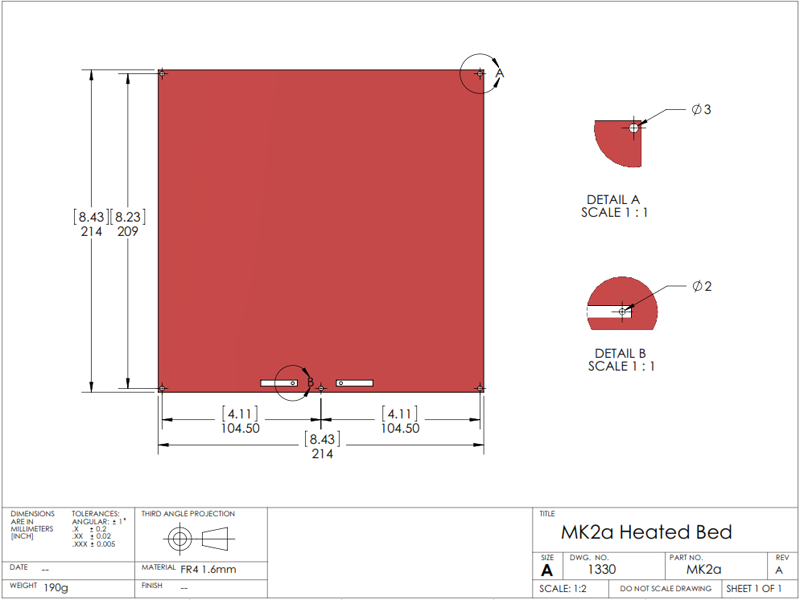 A
⌀3
DETAIL A
SCALE 1 : 1
[8.43]
214
[8.23]
209
⌀2
DETAIL B
SCALE 1 : 1
B
[4.11]
104.50
[4.11]
104.50
[8.43]
214
DIMENSIONS
ARE IN
MILLIMETERS
[INCH]
TOLERANCES:
ANGULAR: ± 1°
.X ± 0.2
.XX ± 0.02
.XXX ± 0.005
THIRD ANGLE PROJECTION
DATE --
MATERIAL FR4 1.6mm
WEIGHT 190g
FINISH --
TITLE
MK2a Heated Bed
SIZE
A
DWG. NO.
1330
PART NO.
MK2a
REV
A
SCALE: 1:2
DO NOT SCALE DRAWING
SHEET 1 OF 1